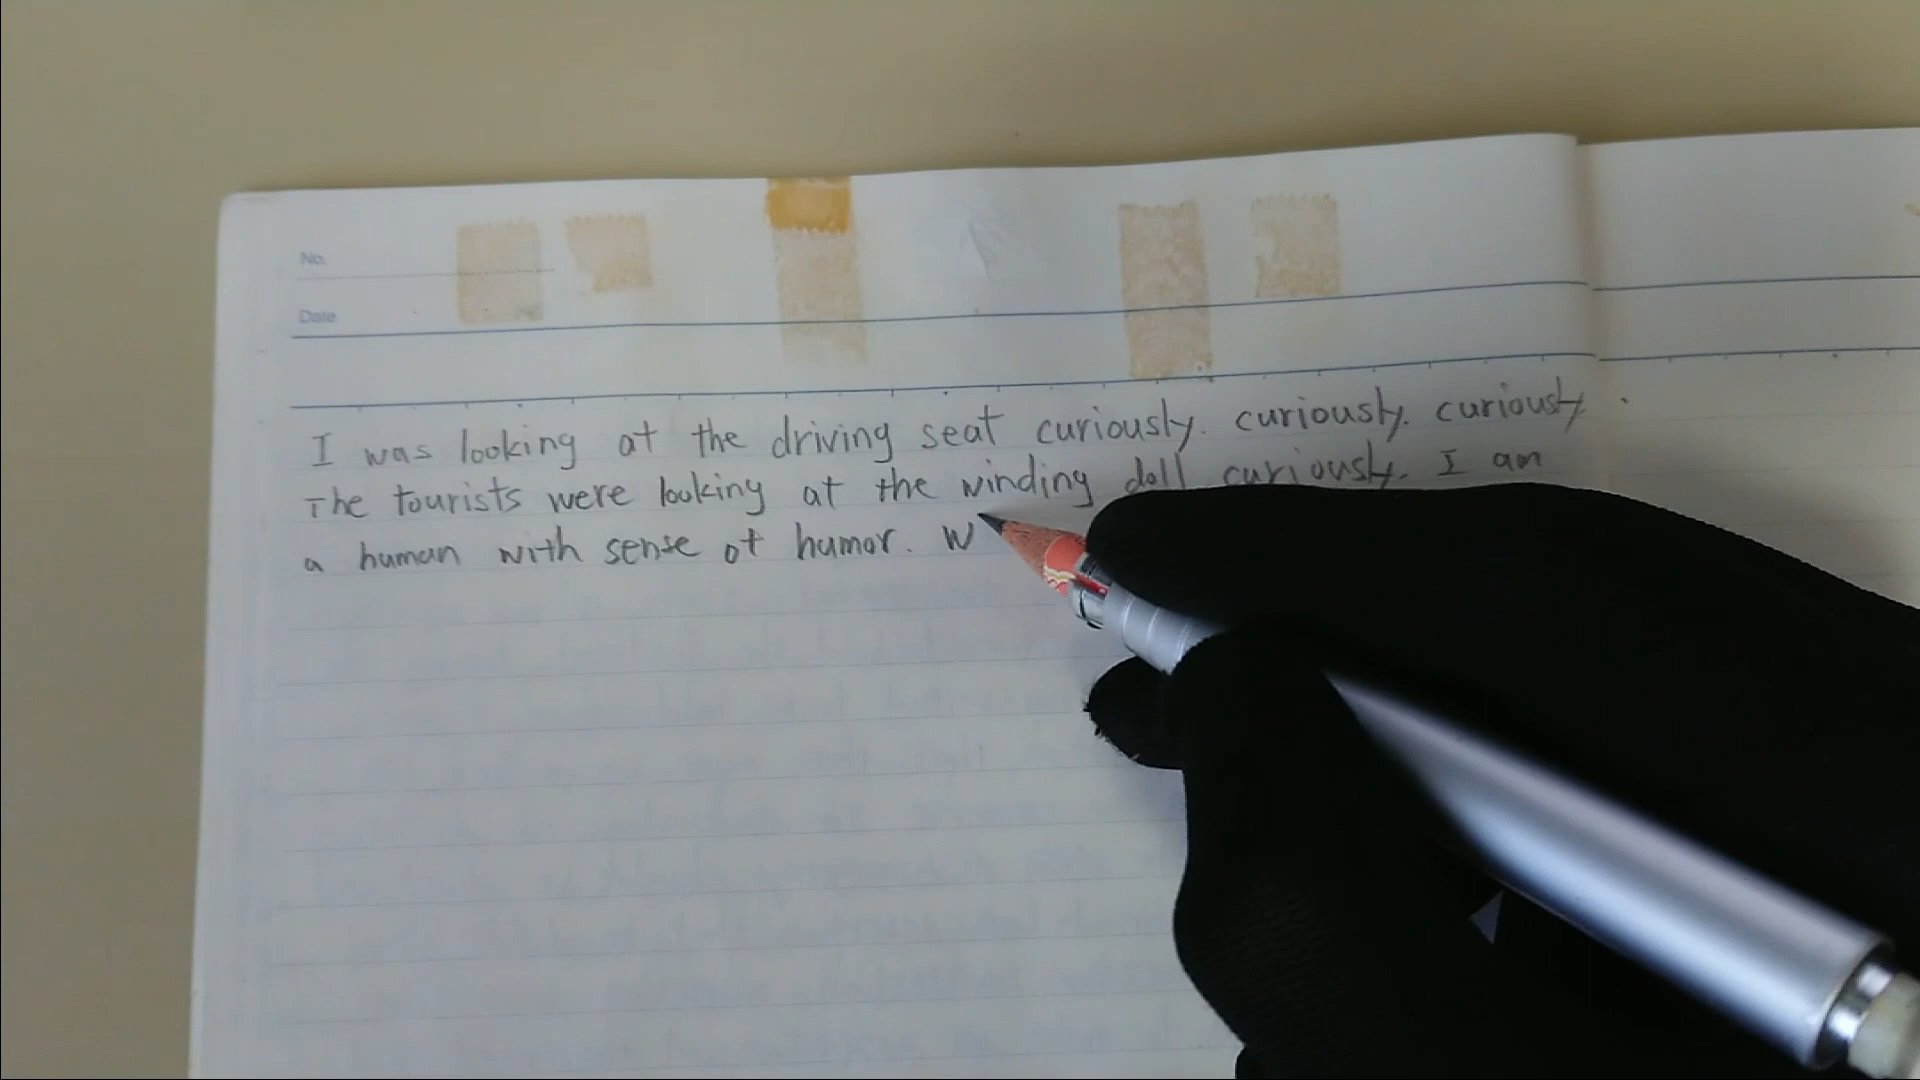 No.
Date
I was looking at the driving seat curiously. curiously. curiously.
The tourists were looking at the winding doll curiously. I am
a human with sense of humor. W